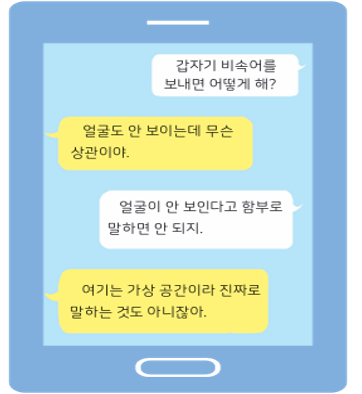 갑자기 비속어를
보내면 어떻게 해?
얼굴도 안 보이는데 무슨
상관이야.
얼굴이 안 보인다고 함부로
말하면 안 되지.
여기는 가상 공간이라 진짜로
말하는 것도 아니잖아.